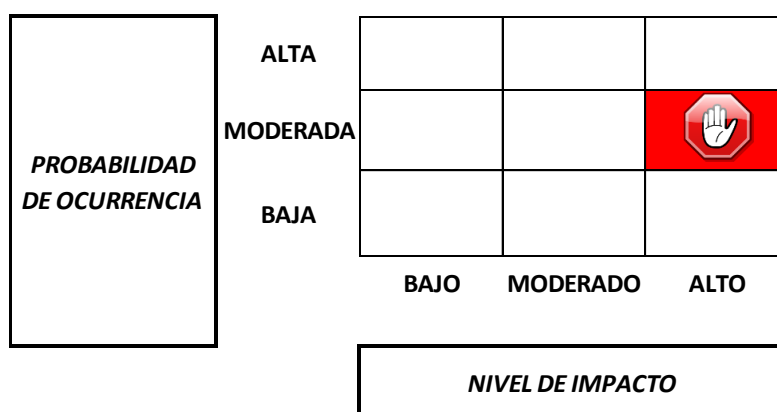 ALTA
MODERADA
PROBABILIDAD
DE OCURRENCIA
BAJA
BAJO MODERADO ALTO
NIVEL DE IMPACTO